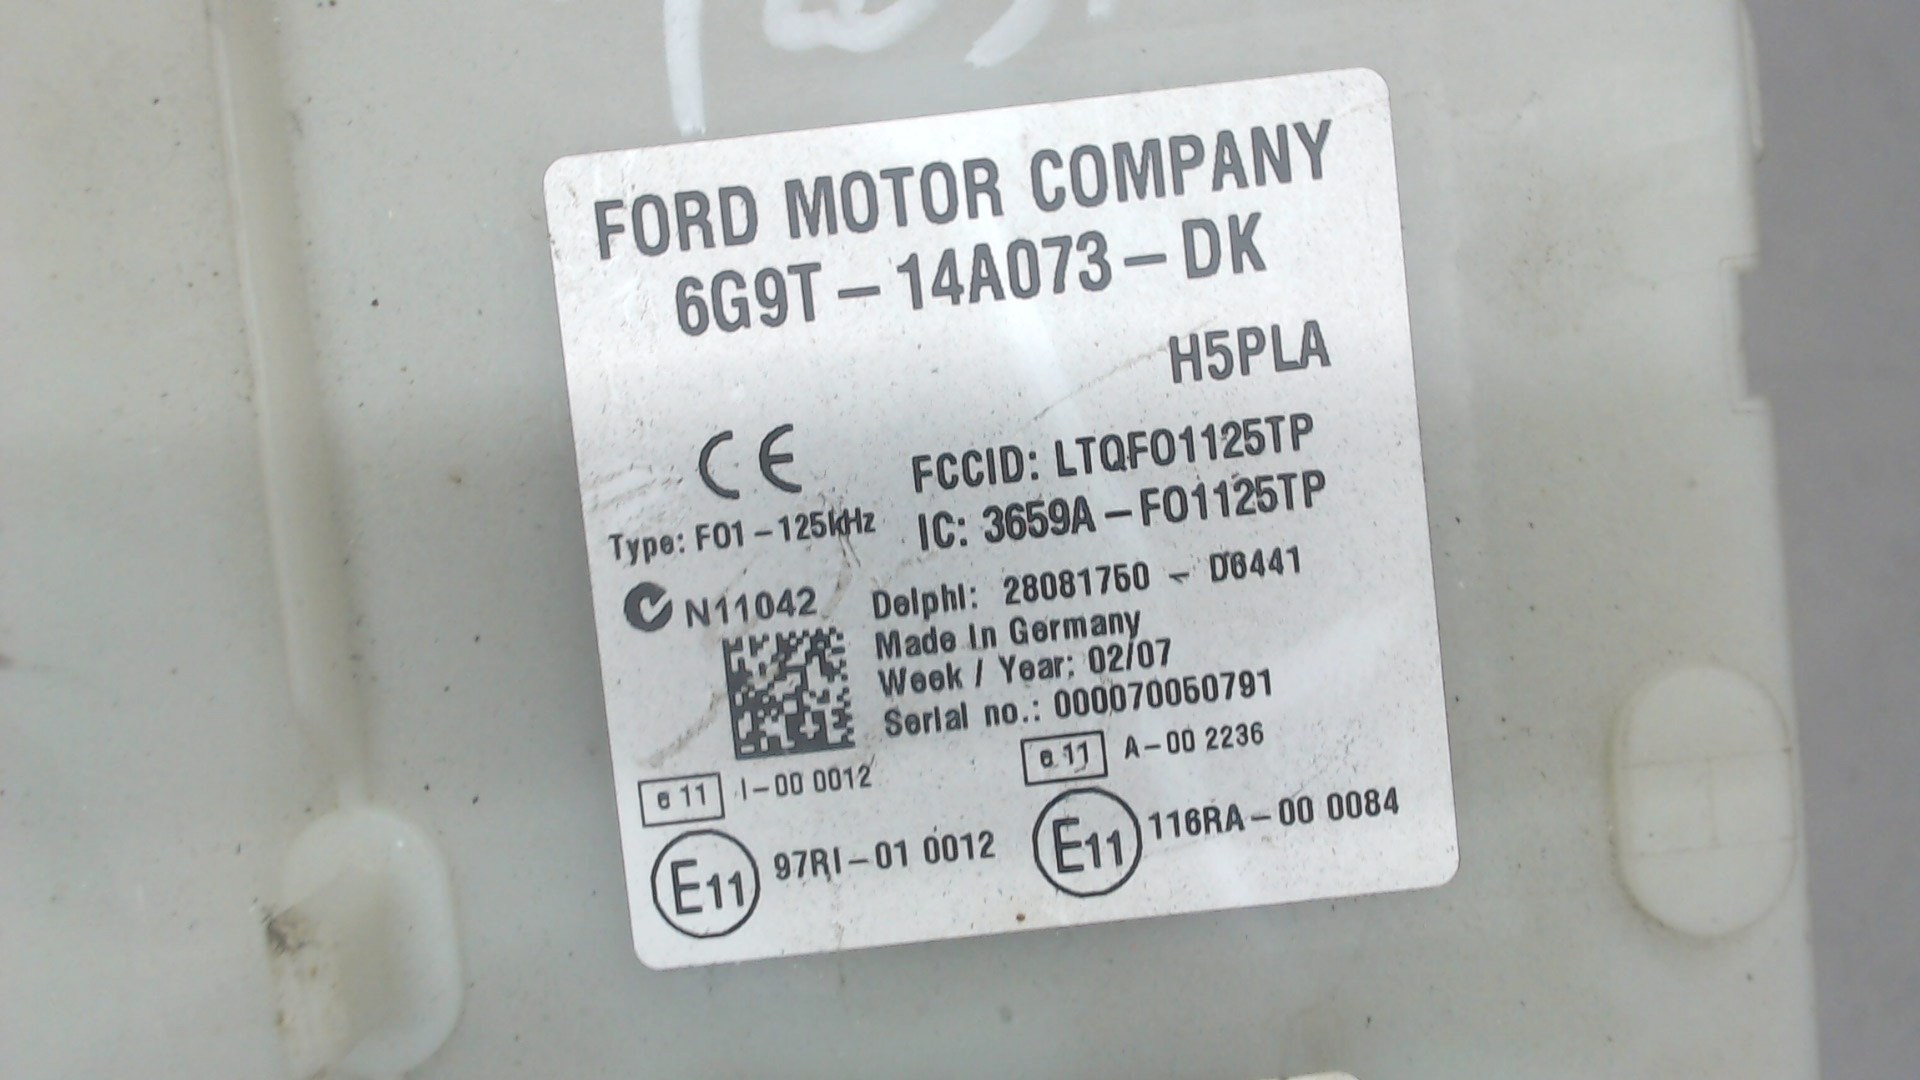 FORD MOTOR COMPANY
6G9T-14A073-DK
H5PLA
CE
FCCID: LTQFO1125TP
Type: FO1-125kHz
IC: 3659A-FO1125TP
N11042
Delphi: 28081750 - D6441
Made In Germany
Week / Year: 02/07
Serial no.: 000070050791
e 11 I-00 0012
e 11 A-00 2236
E11 97RI-01 0012
E11 116RA-00 0084